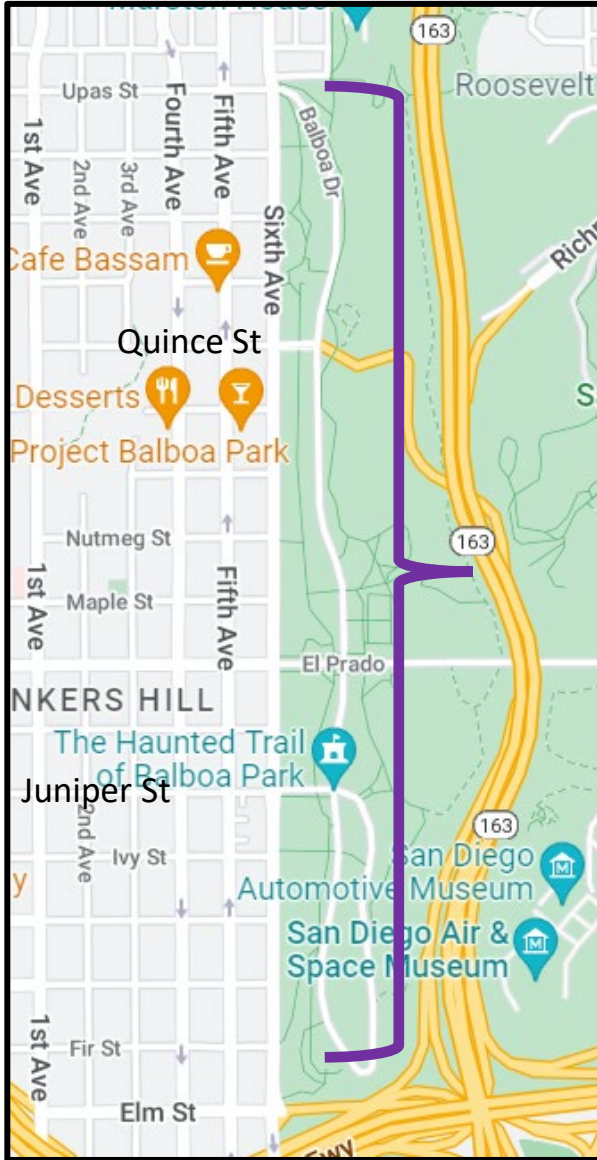 Marston House
163
Roosevelt
Upas St
Fourth Ave
Fifth Ave
1st Ave
2nd Ave
3rd Ave
Sixth Ave
Balboa Dr
Cafe Bassam
Quince St
Desserts
Project Balboa Park
S
163
Nutmeg St
1st Ave
Maple St
Fifth Ave
El Prado
NKERS HILL
The Haunted Trail
of Balboa Park
Juniper St
2nd Ave
163
Ivy St
y
San Diego
Automotive Museum
San Diego Air &
Space Museum
1st Ave
Fir St
Elm St